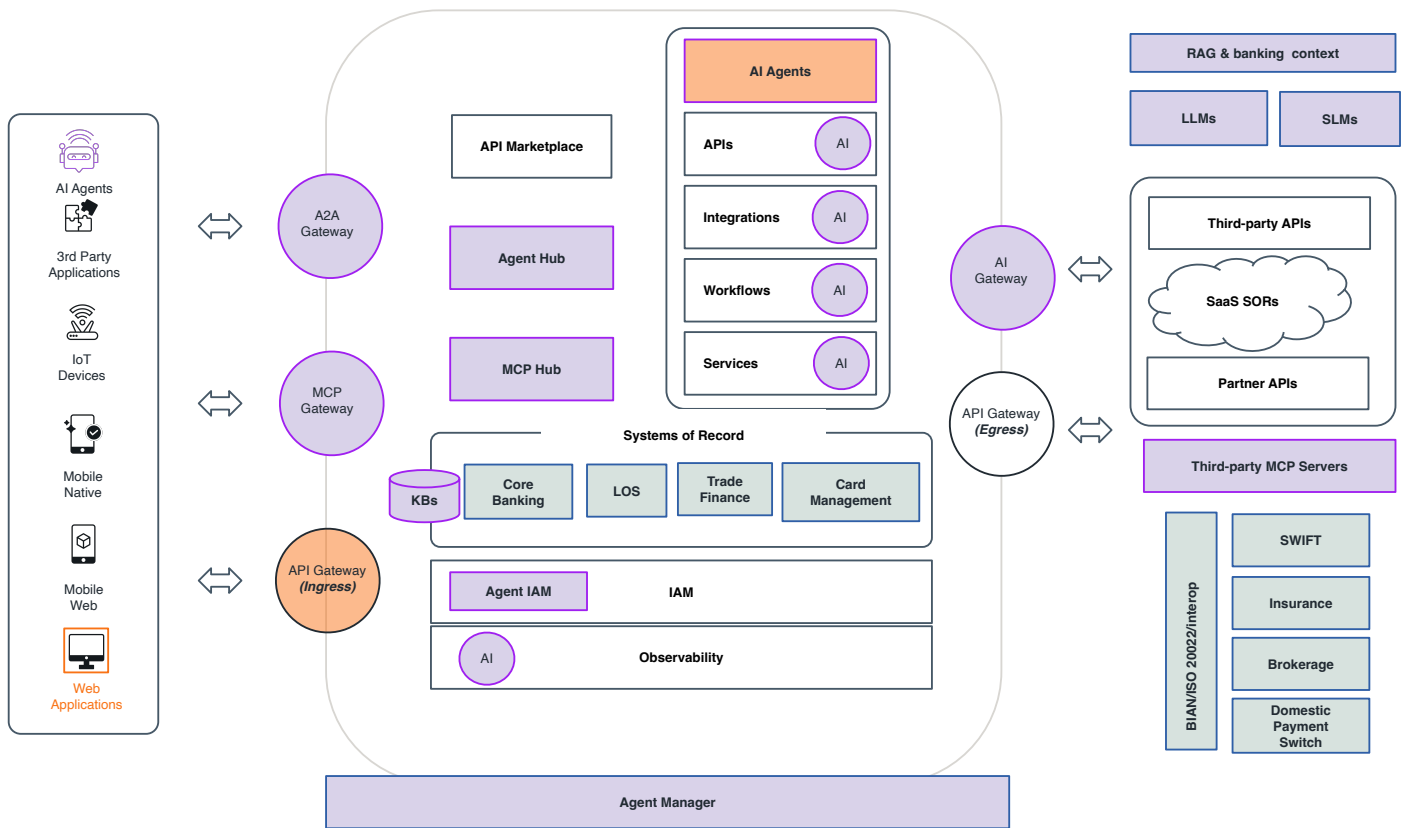 AI Agents
3rd Party
Applications
IoT
Devices
Mobile
Native
Mobile
Web
Web
Applications
A2A
Gateway
MCP
Gateway
API Gateway
(Ingress)
API Marketplace
Agent Hub
MCP Hub
AI Agents
APIs
AI
Integrations
AI
Workflows
AI
Services
AI
Systems of Record
KBs
Core
Banking
LOS
Trade
Finance
Card
Management
Agent IAM
IAM
AI
Observability
Agent Manager
AI
Gateway
API Gateway
(Egress)
RAG & banking context
LLMs
SLMs
Third-party APIs
SaaS SORs
Partner APIs
Third-party MCP Servers
BIAN/ISO 20022/interop
SWIFT
Insurance
Brokerage
Domestic
Payment
Switch